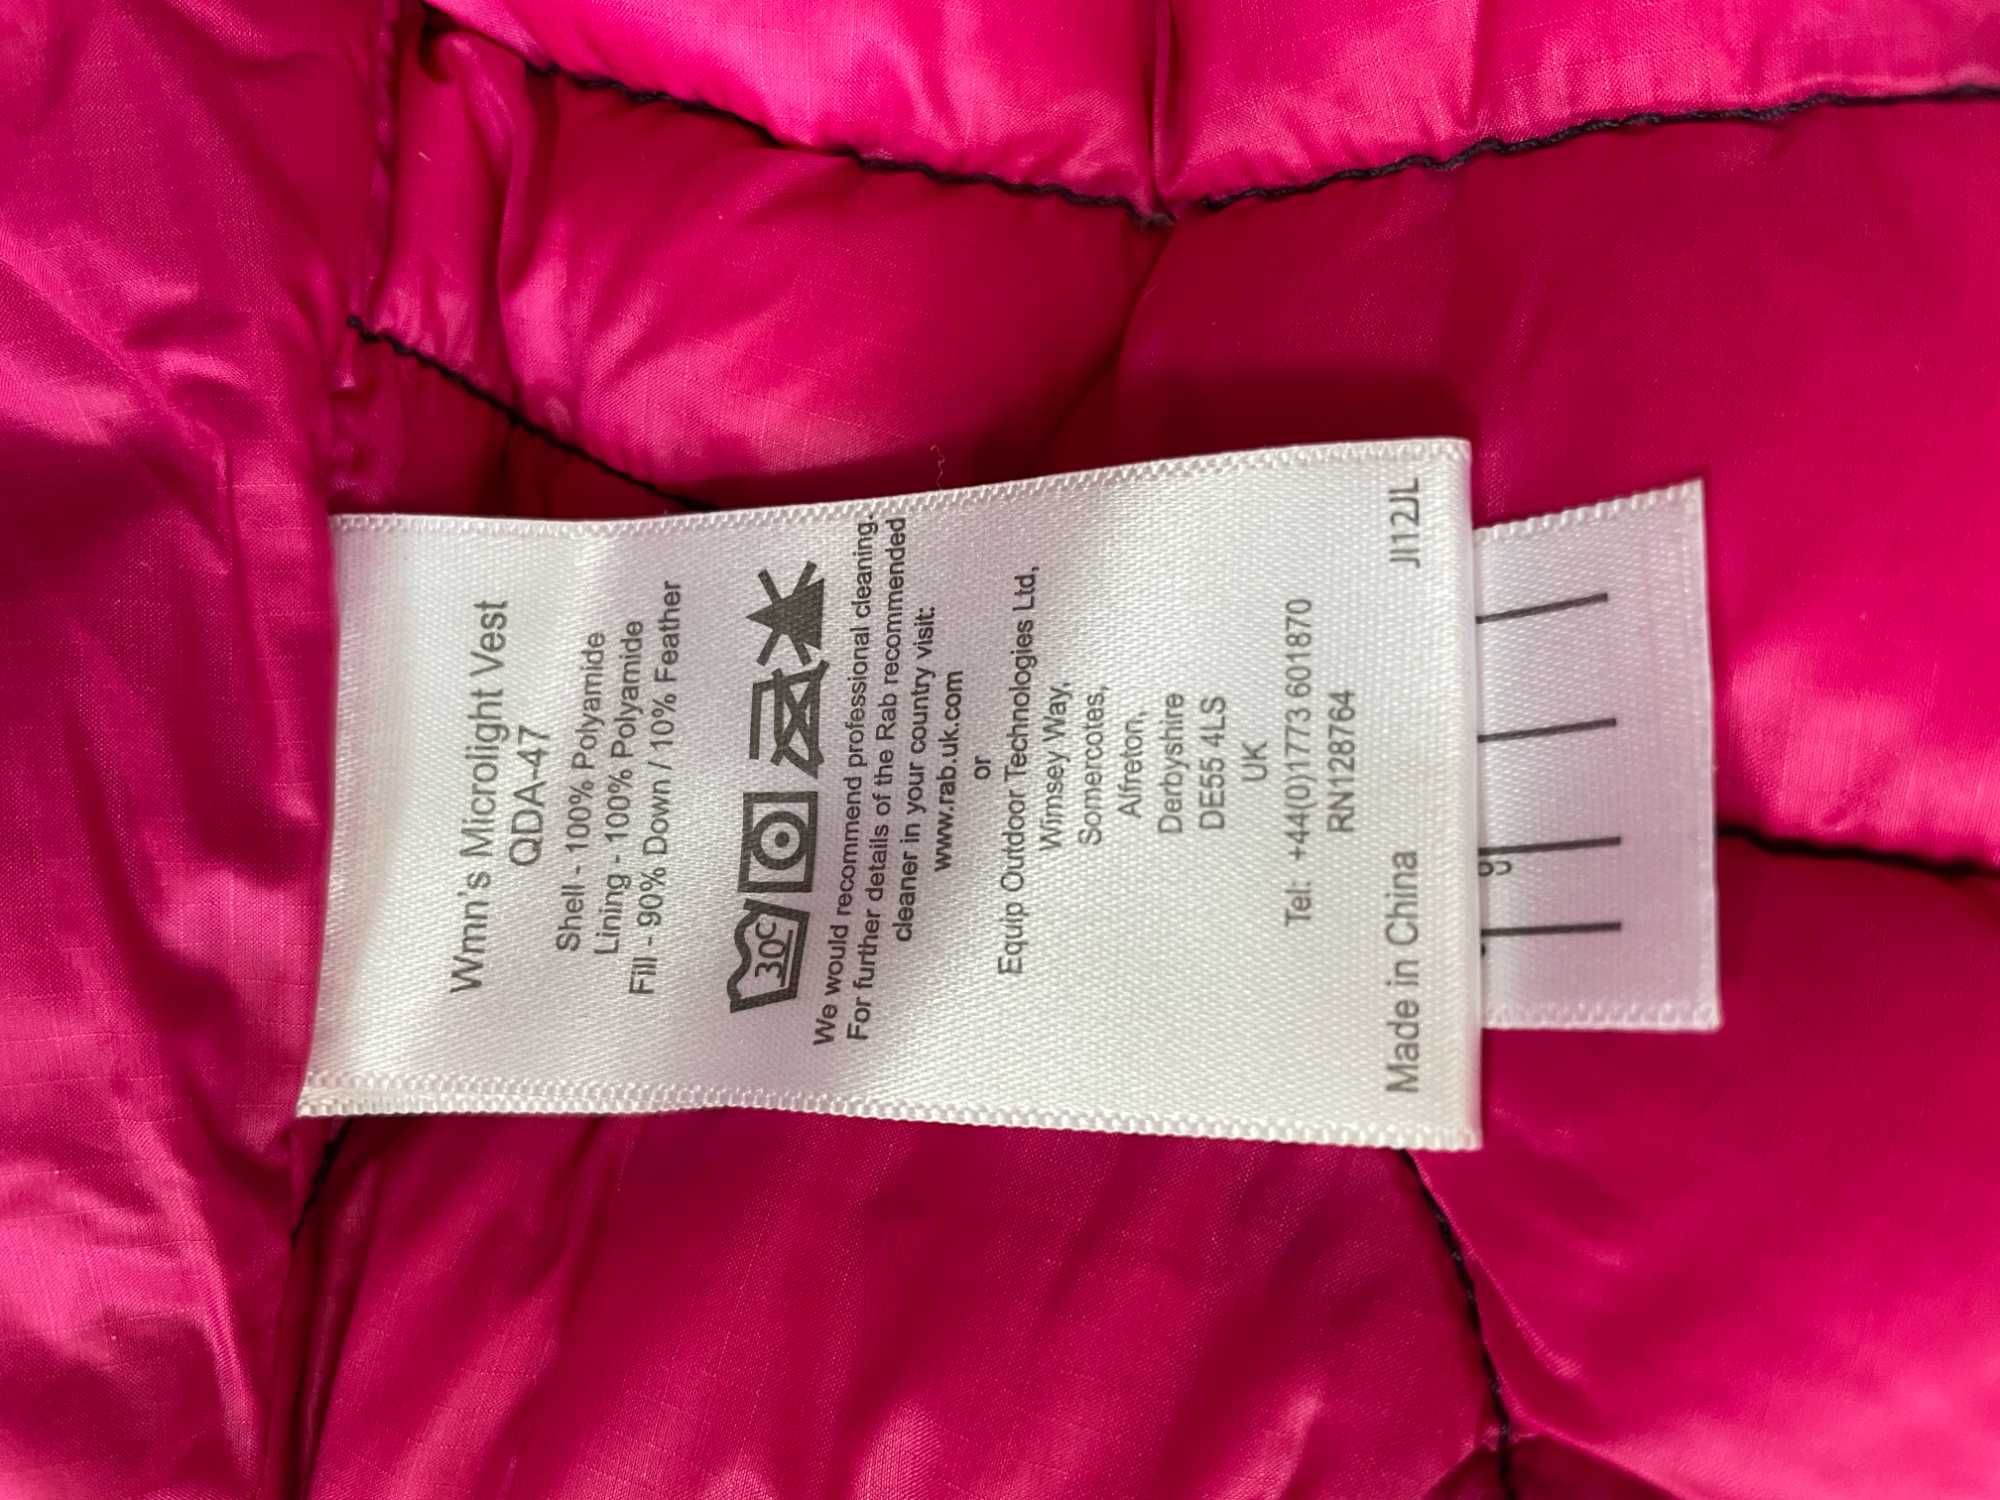 Wmn's Microlight Vest
QDA-47
Shell - 100% Polyamide
Lining - 100% Polyamide
Fill - 90% Down / 10% Feather
30°C
We would recommend professional cleaning.
For further details of the Rab recommended
cleaner in your country visit:
www.rab.uk.com
or
Equip Outdoor Technologies Ltd,
Wimsey Way,
Somercotes,
Alfreton,
Derbyshire
DE55 4LS
UK
Tel: +44(0)1773 601870
RN128764
Made in China JI12JL